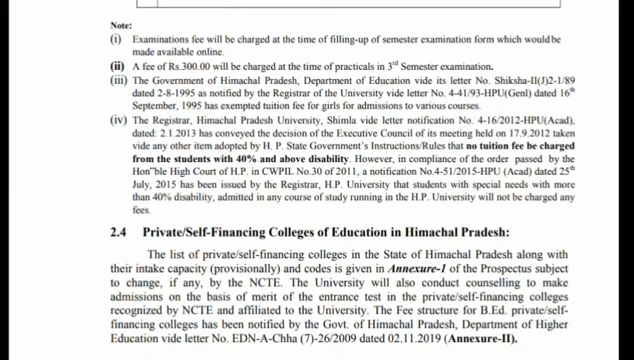 Note:
(i) Examinations fee will be charged at the time of filling-up of semester examination form which would be
made available online.
(ii) A fee of Rs.300.00 will be charged at the time of practicals in 3rd Semester examination.
(iii) The Government of Himachal Pradesh, Department of Education vide its letter No. Shiksha-II(J)2-1/89
dated 2-8-1995 as notified by the Registrar of the University vide letter No. 4-41/93-HPU(Genl) dated 16th
September, 1995 has exempted tuition fee for girls for admissions to various courses.
(iv) The Registrar, Himachal Pradesh University, Shimla vide letter notification No. 4-16/2012-HPU(Acad),
dated: 2.1.2013 has conveyed the decision of the Executive Council of its meeting held on 17.9.2012 taken
vide any other item adopted by H. P. State Government's Instructions/Rules that no tuition fee be charged
from the students with 40% and above disability. However, in compliance of the order passed by the
Hon"ble High Court of H.P. in CWPIL No.30 of 2011, a notification No.4-51/2015-HPU (Acad) dated 25th
July, 2015 has been issued by the Registrar, H.P. University that students with special needs with more
than 40% disability, admitted in any course of study running in the H.P. University will not be charged any
fees.
2.4 Private/Self-Financing Colleges of Education in Himachal Pradesh:
The list of private/self-financing colleges in the State of Himachal Pradesh along with
their intake capacity (provisionally) and codes is given in Annexure-I of the Prospectus subject
to change, if any, by the NCTE. The University will also conduct counselling to make
admissions on the basis of merit of the entrance test in the private/self-financing colleges
recognized by NCTE and affiliated to the University. The Fee structure for B.Ed. private/self-
financing colleges has been notified by the Govt. of Himachal Pradesh, Department of Higher
Education vide letter No. EDN-A-Chha (7)-26/2009 dated 02.11.2019 (Annexure-II).